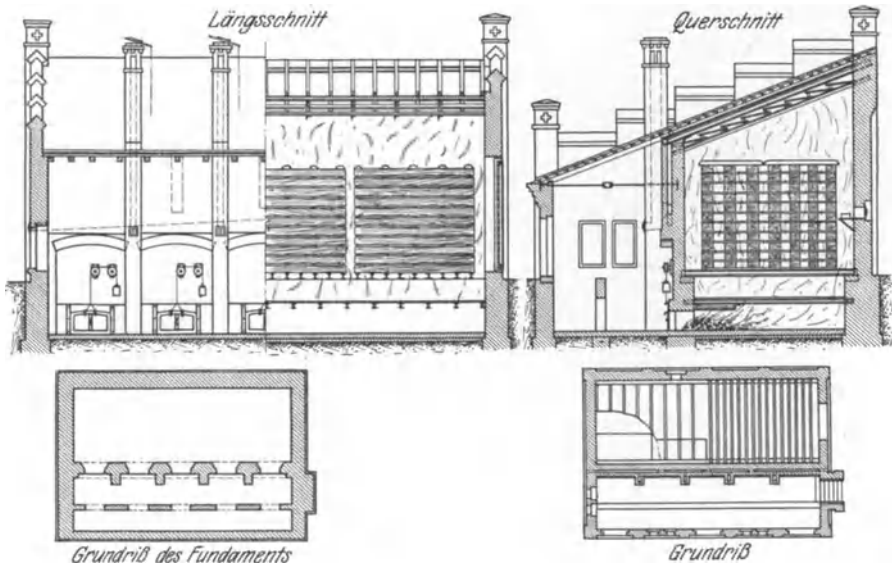 Längsschnitt
Querschnitt
Grundriß des Fundaments
Grundriß